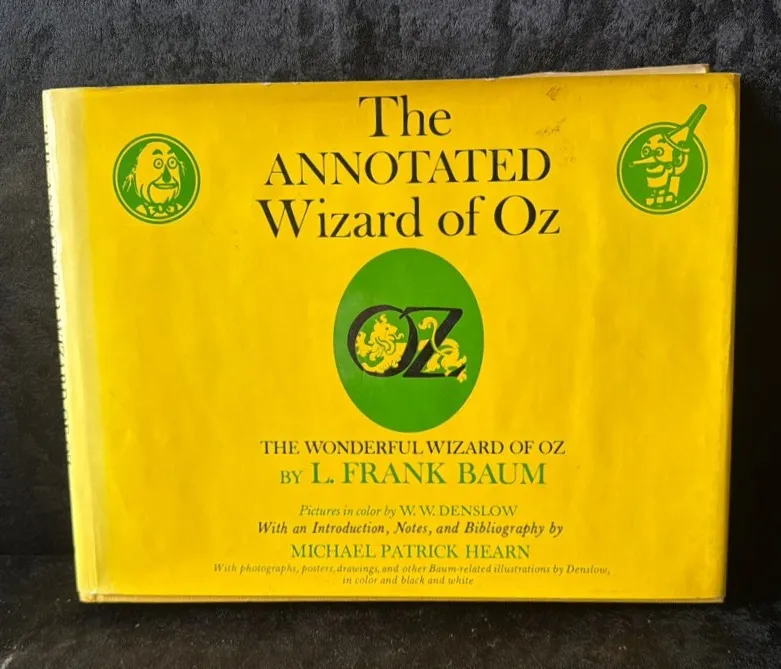 The
ANNOTATED
Wizard of Oz
OZ
THE WONDERFUL WIZARD OF OZ
BY L. FRANK BAUM
Pictures in color by W. W. DENSLOW
With an Introduction, Notes, and Bibliography by
MICHAEL PATRICK HEARN
With photographs, posters, drawings, and other Baum-related illustrations by Denslow,
in color and black and white